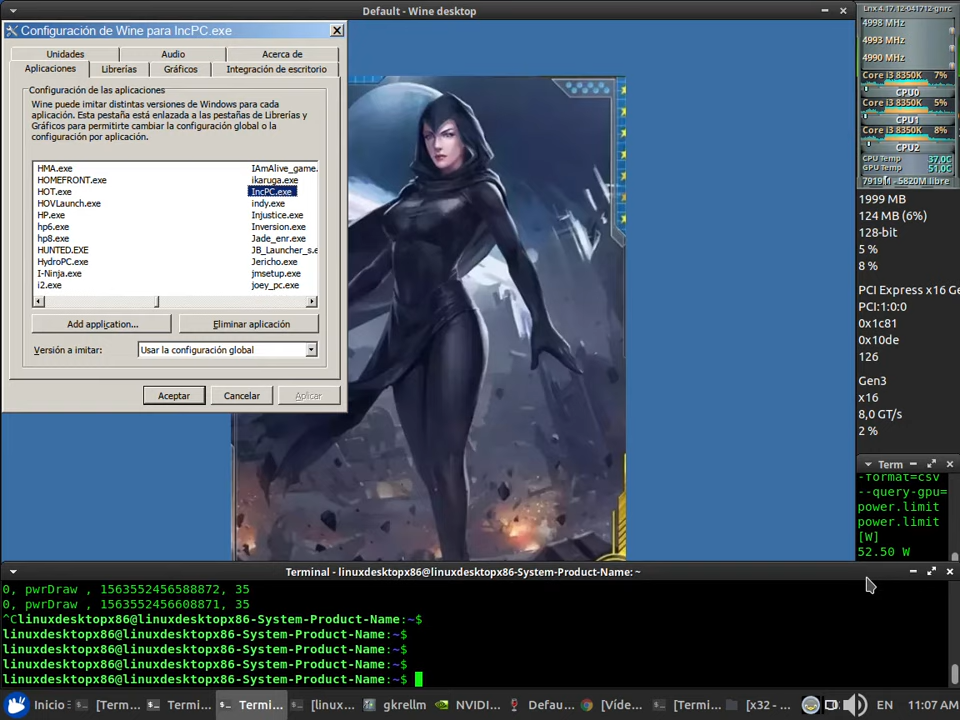 Default - Wine desktop
Configuración de Wine para IncPC.exe
Unidades Audio Acerca de
Aplicaciones Librerías Gráficos Integración de escritorio
Configuración de las aplicaciones
Wine puede imitar distintas versiones de Windows para cada
aplicación. Esta pestaña está enlazada a las pestañas de Librerías y
Gráficos para permitirte cambiar la configuración global o la
configuración por aplicación.
HMA.exe IAmAlive_game.
HOMEFRONT.exe ikaruga.exe
HOT.exe IncPC.exe
HOVLaunch.exe indy.exe
HP.exe Injustice.exe
hp6.exe Inversion.exe
hp8.exe Jade_enr.exe
HUNTED.EXE JB_Launcher_s.e
HydroPC.exe Jericho.exe
I-Ninja.exe jmsetup.exe
i2.exe joey_pc.exe
Add application... Eliminar aplicación
Versión a imitar: Usar la configuración global
Aceptar Cancelar Aplicar
Lnx 4.17.12-041712-gnrc
4998 MHz
4993 MHz
4990 MHz
Core i3 8350K 7%
CPU0
Core i3 8350K 5%
CPU1
Core i3 8350K 8%
CPU2
CPU Temp 37,0C
GPU Temp 51,0C
5820M libre
1999 MB
124 MB (6%)
128-bit
5 %
8 %
PCI Express x16 Ge
PCI:1:0:0
0x1c81
0x10de
126
Gen3
x16
8,0 GT/s
2 %
Term
-format=csv
--query-gpu=
power.limit
power.limit
[W]
52.50 W
Terminal - linuxdesktopx86@linuxdesktopx86-System-Product-Name: ~
0, pwrDraw , 1563552456588872, 35
0, pwrDraw , 1563552456608871, 35
^Clinuxdesktopx86@linuxdesktopx86-System-Product-Name:~$
linuxdesktopx86@linuxdesktopx86-System-Product-Name:~$
linuxdesktopx86@linuxdesktopx86-System-Product-Name:~$
linuxdesktopx86@linuxdesktopx86-System-Product-Name:~$
linuxdesktopx86@linuxdesktopx86-System-Product-Name:~$
Inicio [Term... Termi... Termi... [linux... gkrellm NVIDI... Defau... [Víde... [Termi... [x32 - ... EN 11:07 AM